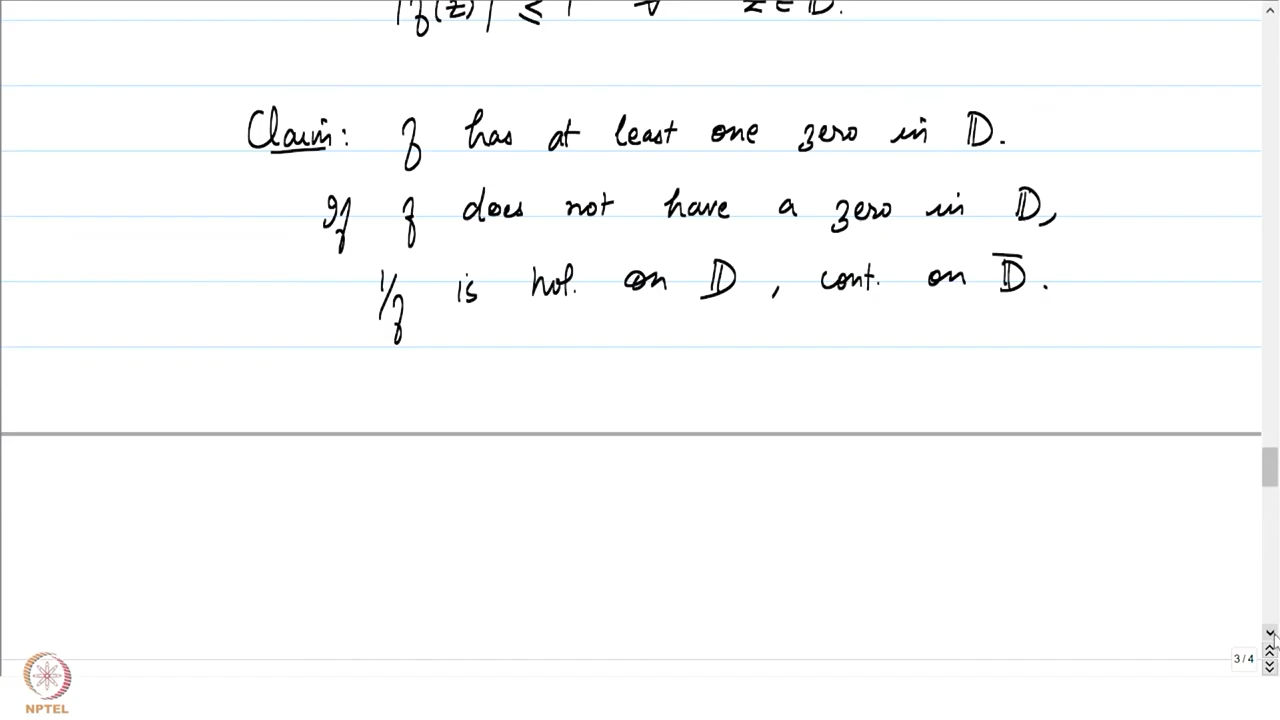 |f(z)| ≤ 1 ∀ z ∈ 𝔻.
Claim: f has at least one zero in 𝔻.
If f does not have a zero in 𝔻,
1/f is hol. on 𝔻, cont. on 𝔻̅.
3 / 4
NPTEL